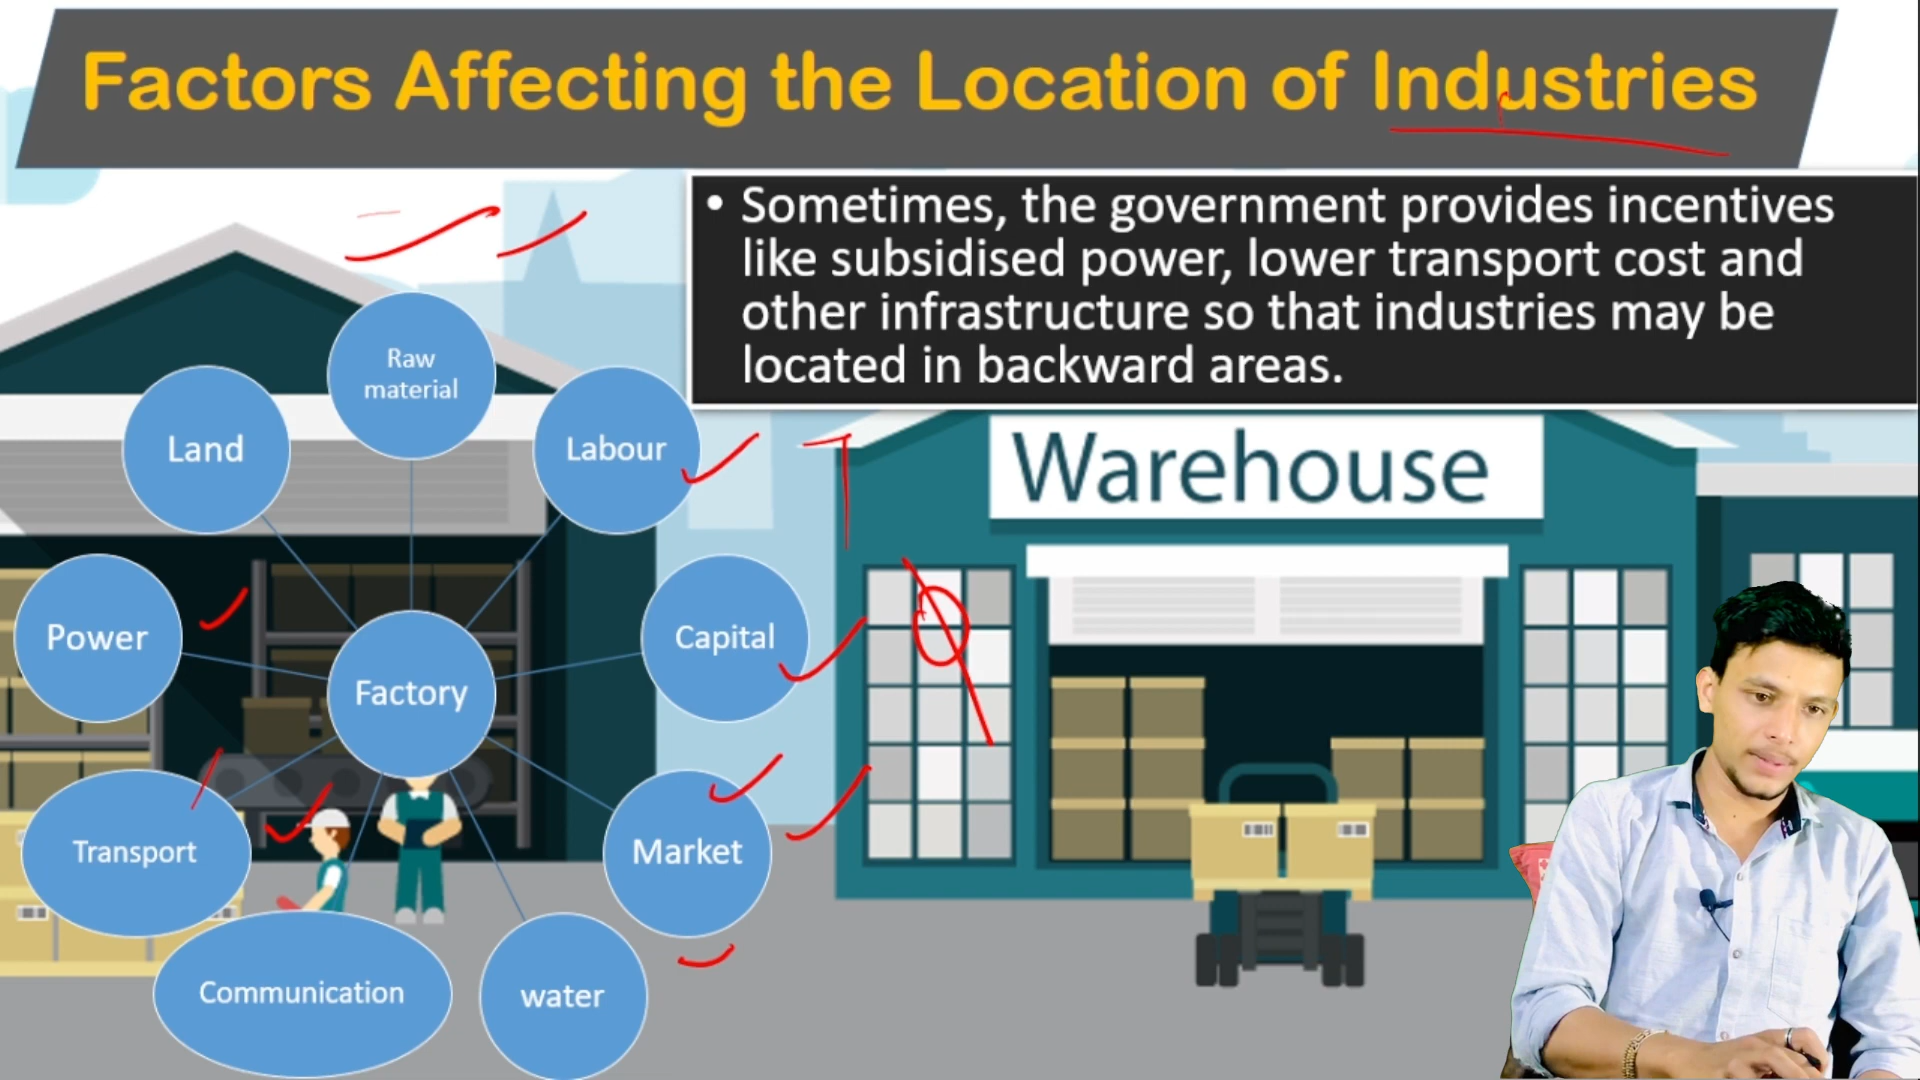 Factors Affecting the Location of Industries
• Sometimes, the government provides incentives
like subsidised power, lower transport cost and
other infrastructure so that industries may be
located in backward areas.
Raw
material
Land
Labour
Warehouse
Power
Capital
Factory
Transport
Market
Communication
water